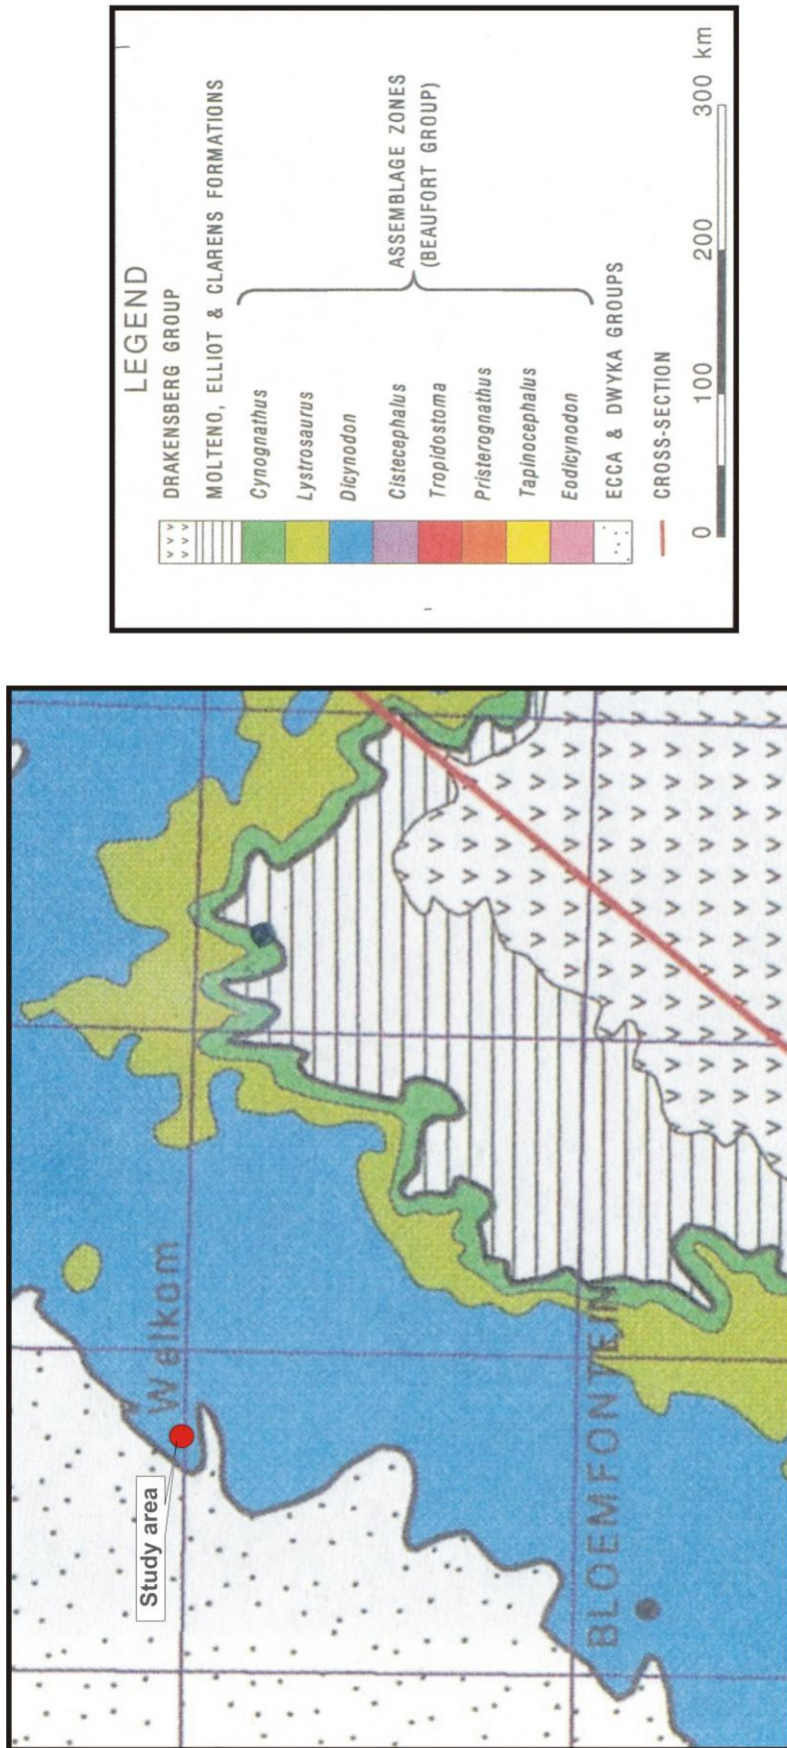 LEGEND
DRAKENSBERG GROUP
MOLTENO, ELLIOT & CLARENS FORMATIONS
Cynognathus
Lystrosaurus
Dicynodon
Cistecephalus
Tropidostoma
Pristerognathus
Tapinocephalus
Eodicynodon
ASSEMBLAGE ZONES
(BEAUFORT GROUP)
ECCA & DWYKA GROUPS
CROSS-SECTION
0 100 200 300 km
Study area
Welkom
BLOEMFONTEIN